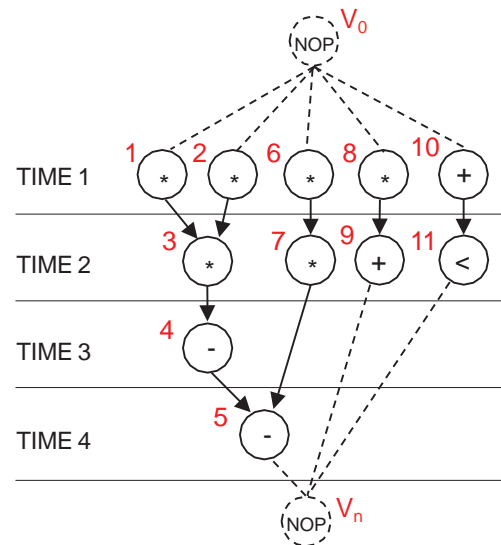 V0
NOP
1 2 6 8 10
TIME 1 * * * * +
3 7 9 11
TIME 2 * * + <
4
TIME 3 -
5
TIME 4 -
NOP Vn